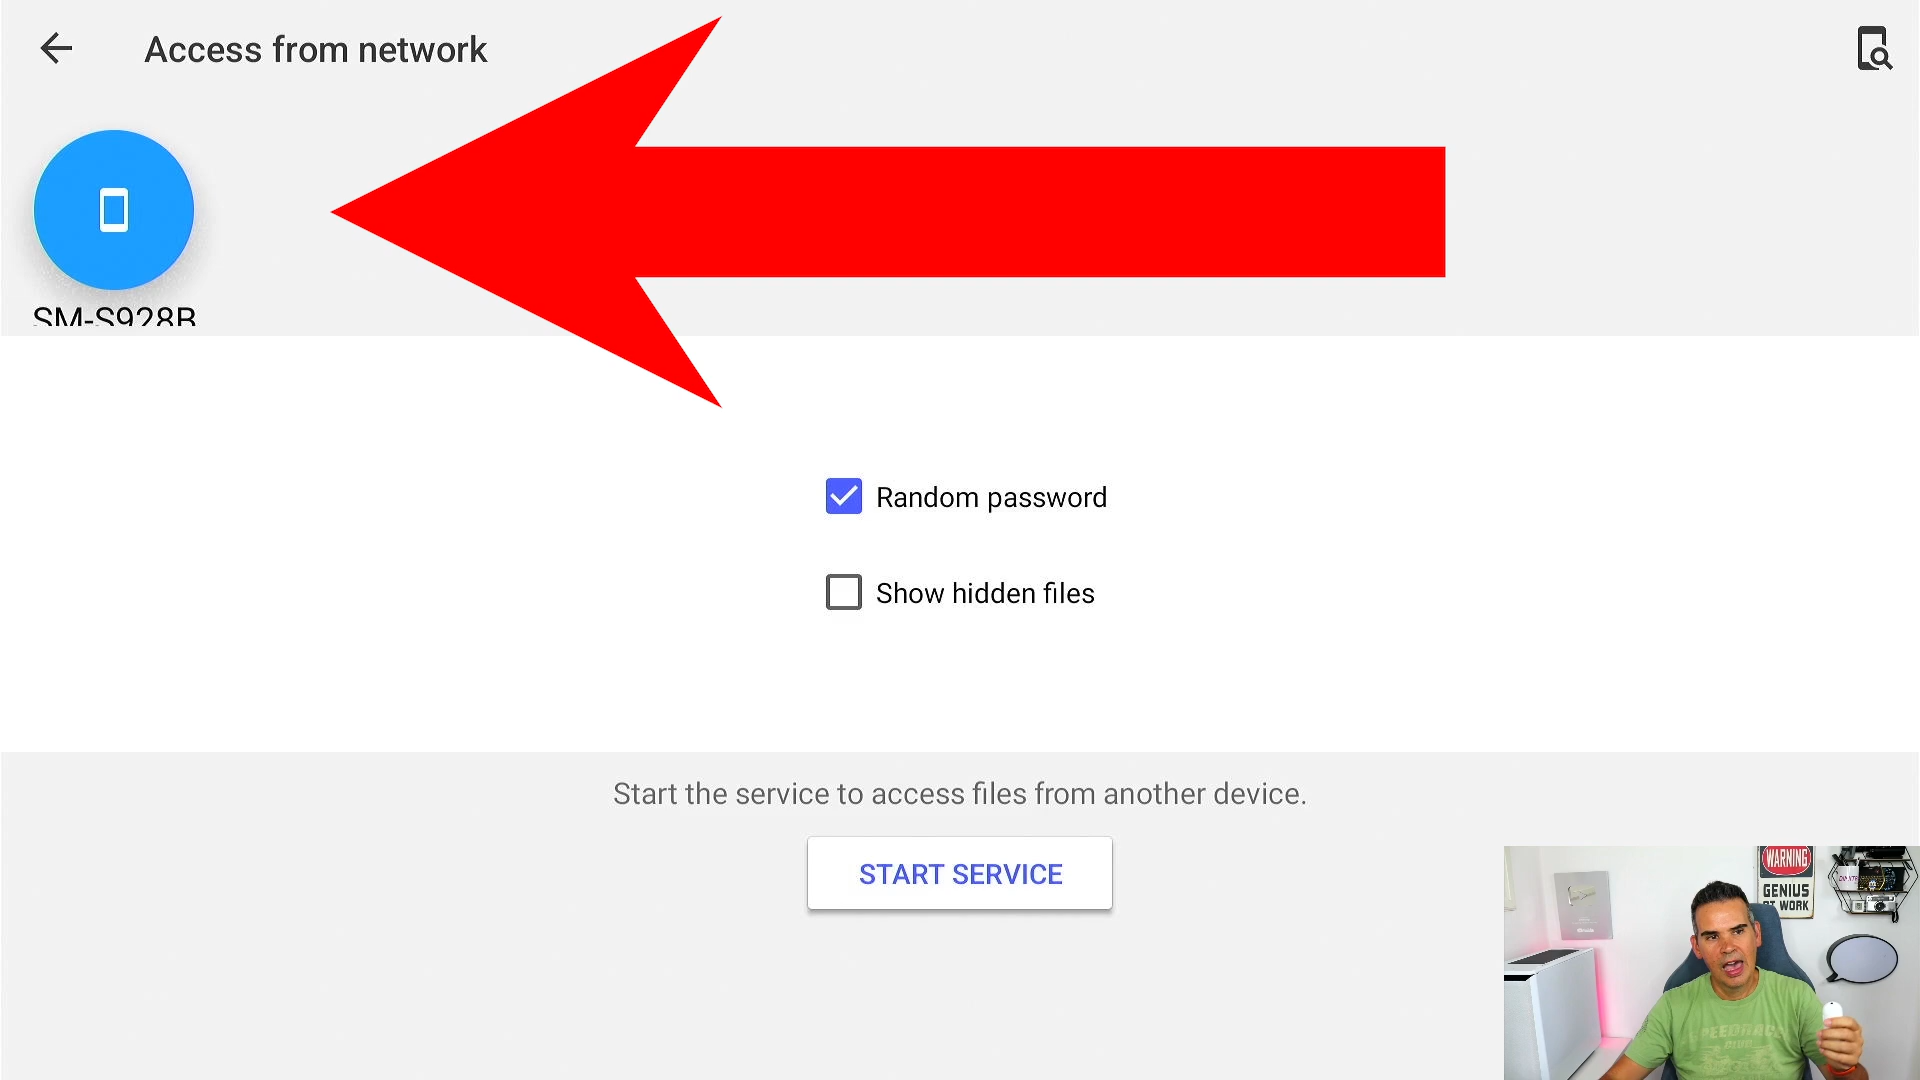 Access from network
SM-S928B
Random password
Show hidden files
Start the service to access files from another device.
START SERVICE
WARNING
GENIUS
AT WORK